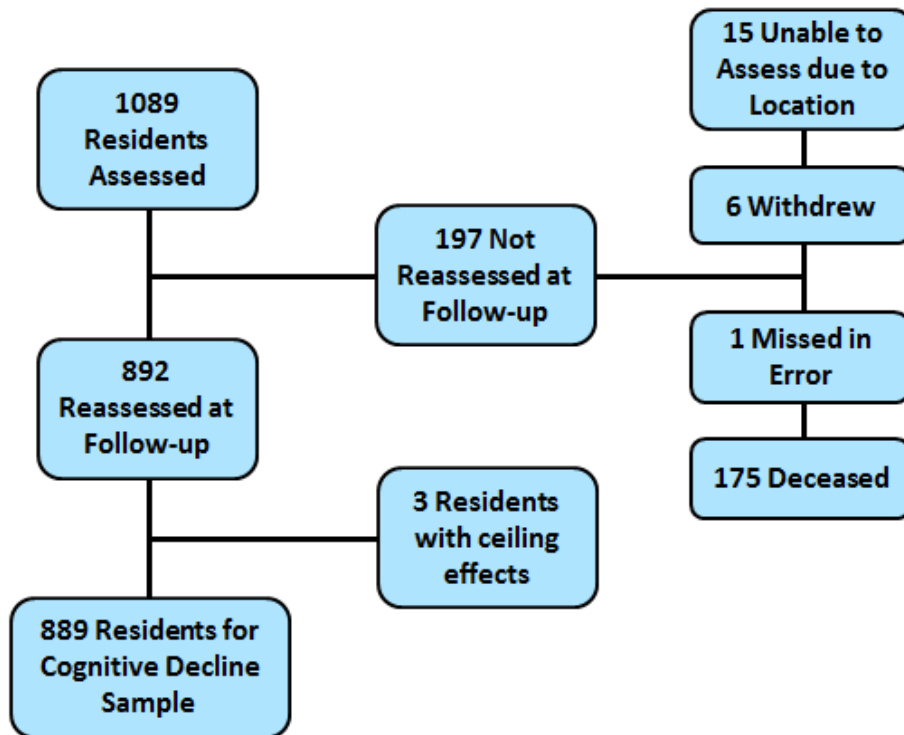 1089
Residents
Assessed
197 Not
Reassessed at
Follow-up
15 Unable to
Assess due to
Location
6 Withdrew
1 Missed in
Error
175 Deceased
892
Reassessed at
Follow-up
3 Residents
with ceiling
effects
889 Residents for
Cognitive Decline
Sample